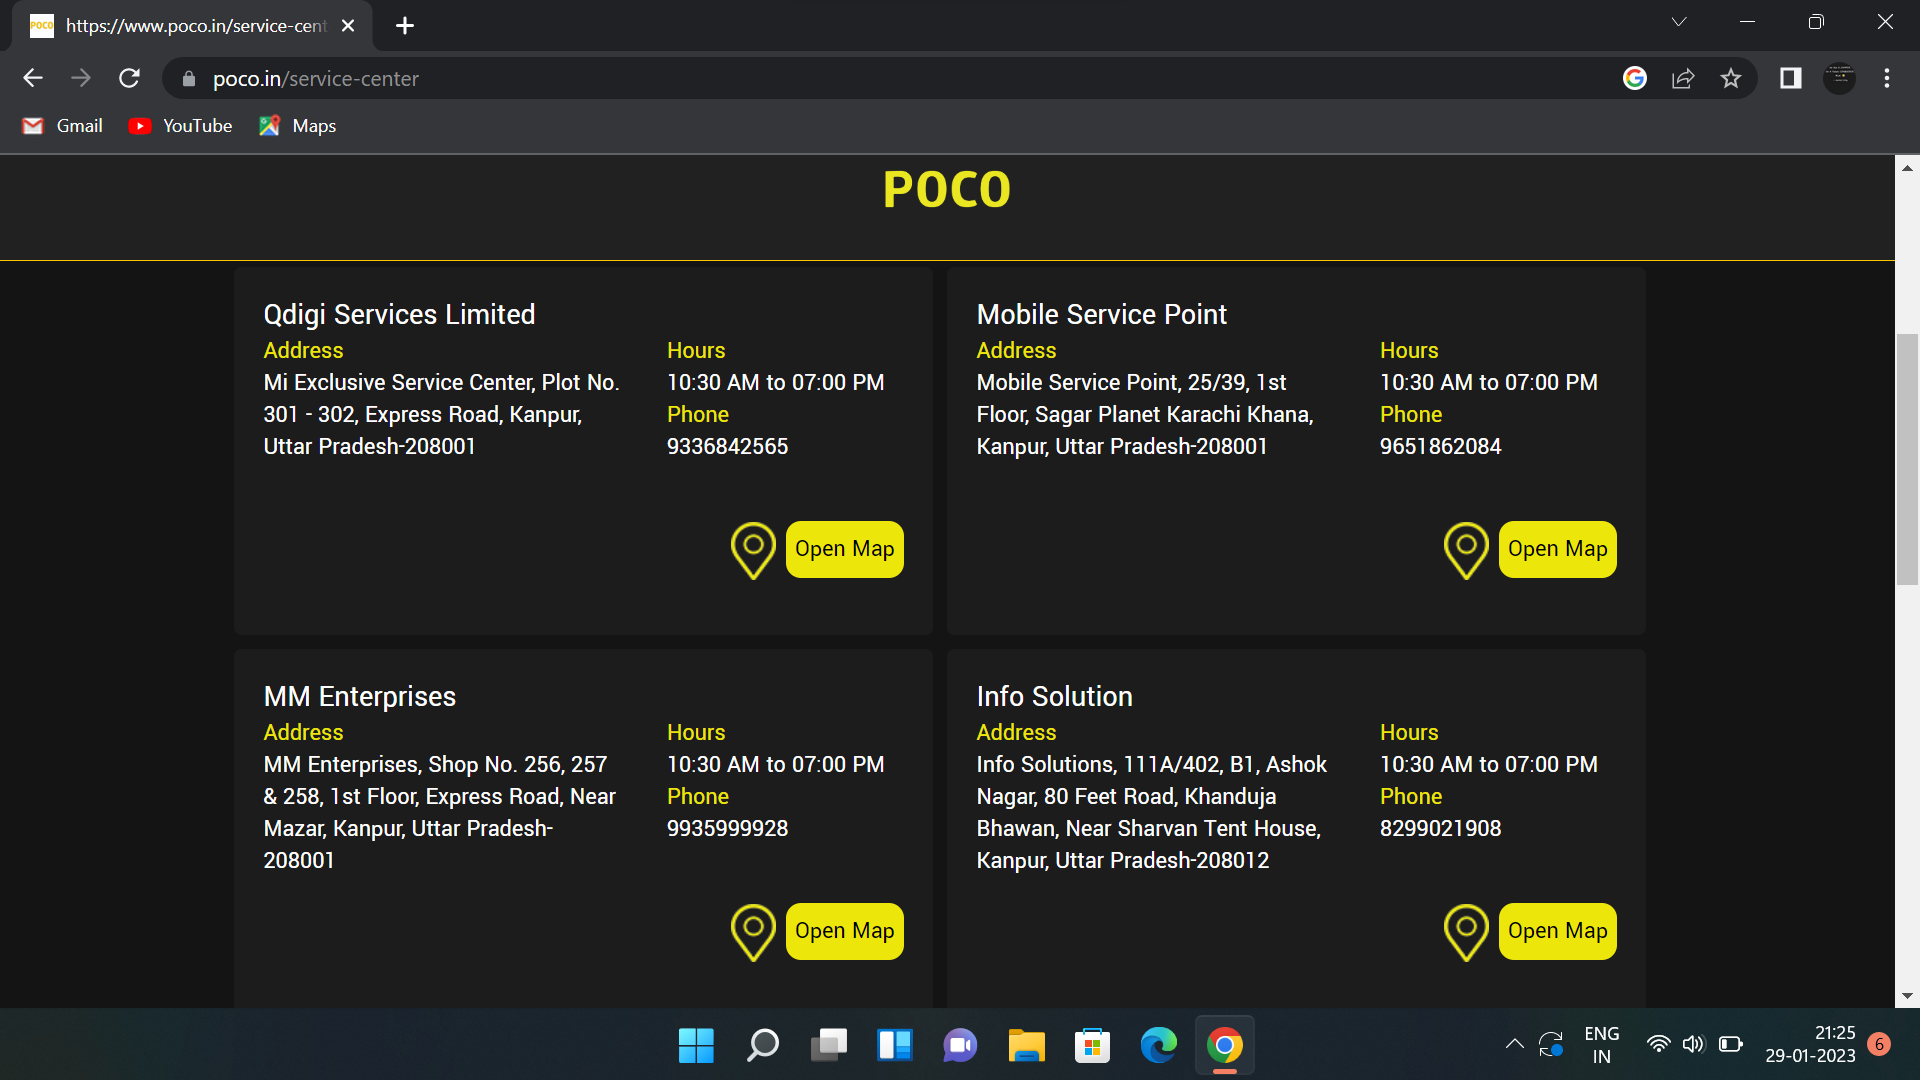 POCO
https://www.poco.in/service-cent
poco.in/service-center
Gmail
YouTube
Maps
POCO
Qdigi Services Limited
Address
Mi Exclusive Service Center, Plot No.
301 - 302, Express Road, Kanpur,
Uttar Pradesh-208001
Hours
10:30 AM to 07:00 PM
Phone
9336842565
Open Map
Mobile Service Point
Address
Mobile Service Point, 25/39, 1st
Floor, Sagar Planet Karachi Khana,
Kanpur, Uttar Pradesh-208001
Hours
10:30 AM to 07:00 PM
Phone
9651862084
Open Map
MM Enterprises
Address
MM Enterprises, Shop No. 256, 257
& 258, 1st Floor, Express Road, Near
Mazar, Kanpur, Uttar Pradesh-
208001
Hours
10:30 AM to 07:00 PM
Phone
9935999928
Open Map
Info Solution
Address
Info Solutions, 111A/402, B1, Ashok
Nagar, 80 Feet Road, Khanduja
Bhawan, Near Sharvan Tent House,
Kanpur, Uttar Pradesh-208012
Hours
10:30 AM to 07:00 PM
Phone
8299021908
Open Map
ENG
IN
21:25
29-01-2023
6